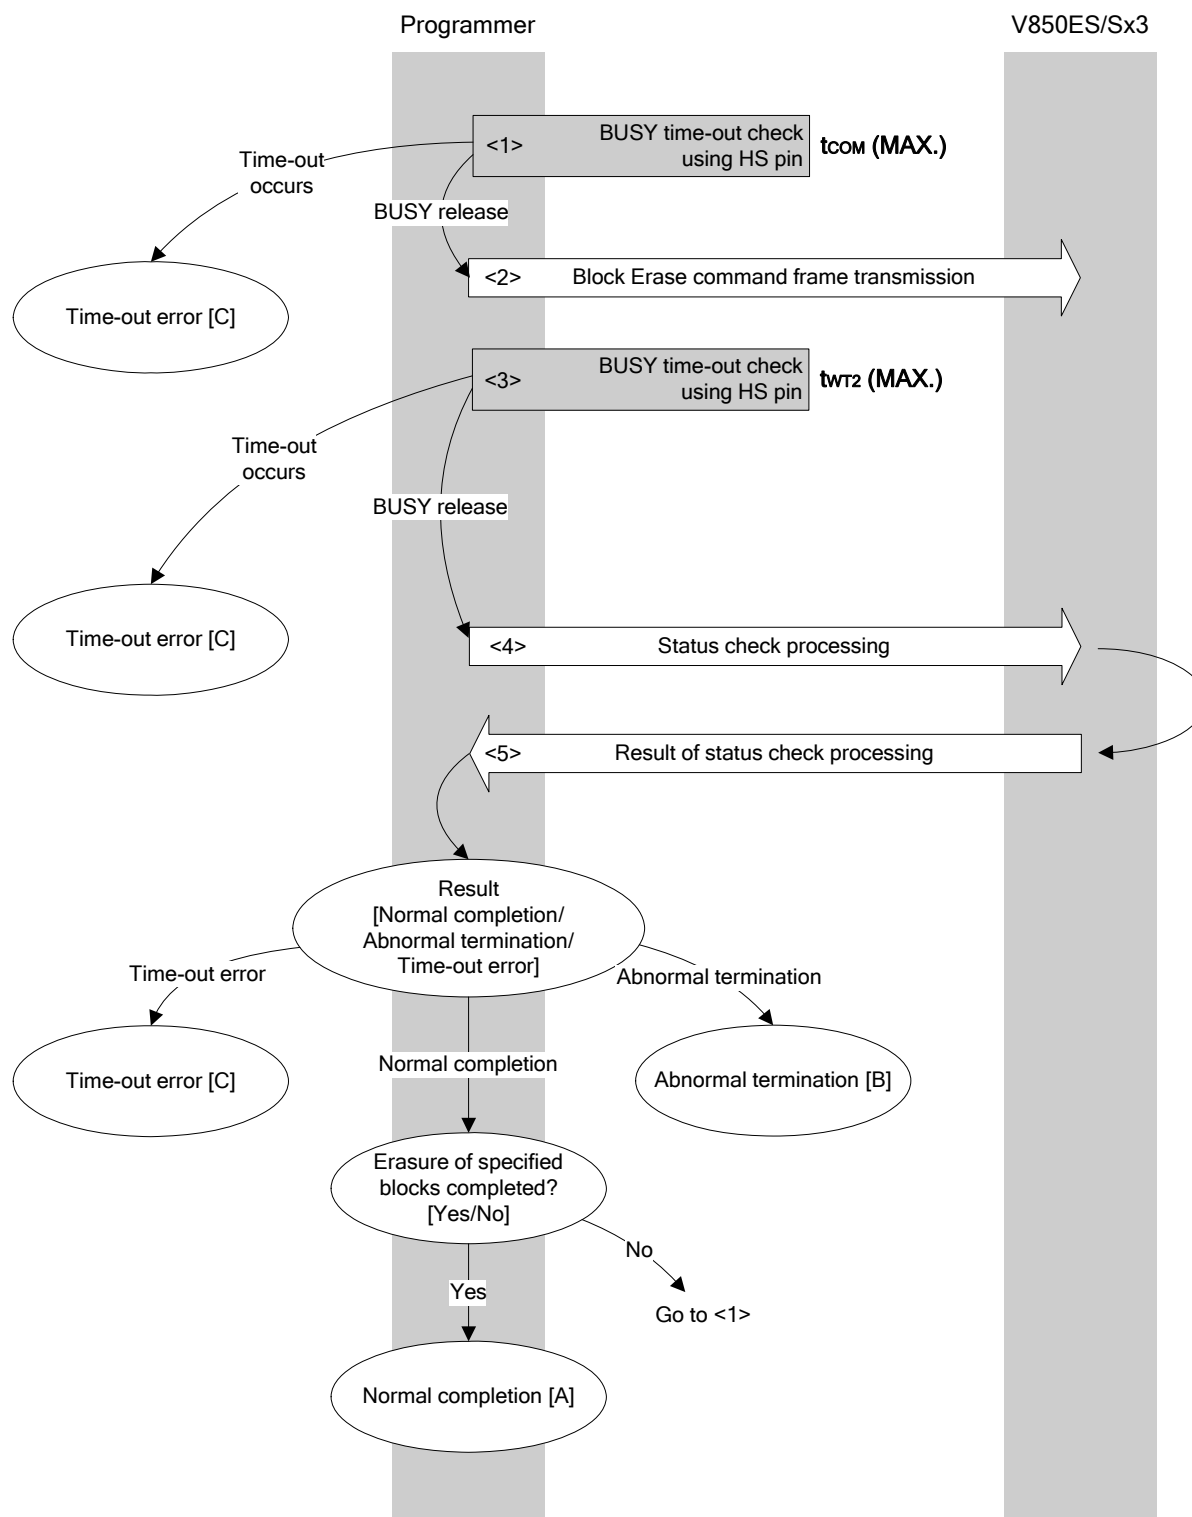 Programmer
V850ES/Sx3
<1>
BUSY time-out check
using HS pin
tCOM (MAX.)
Time-out
occurs
BUSY release
<2>
Block Erase command frame transmission
Time-out error [C]
<3>
BUSY time-out check
using HS pin
tWT2 (MAX.)
Time-out
occurs
BUSY release
Time-out error [C]
<4>
Status check processing
<5>
Result of status check processing
Result
[Normal completion/
Abnormal termination/
Time-out error]
Time-out error
Abnormal termination
Time-out error [C]
Normal completion
Abnormal termination [B]
Erasure of specified
blocks completed?
[Yes/No]
No
Yes
Go to <1>
Normal completion [A]